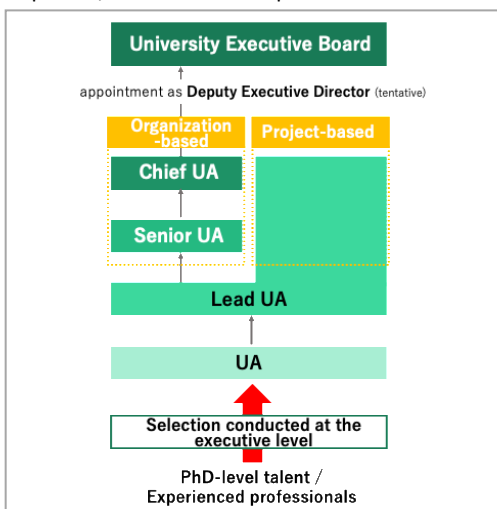 University Executive Board
appointment as Deputy Executive Director (tentative)
Organization
-based
Project-based
Chief UA
Senior UA
Lead UA
UA
Selection conducted at the
executive level
PhD-level talent /
Experienced professionals